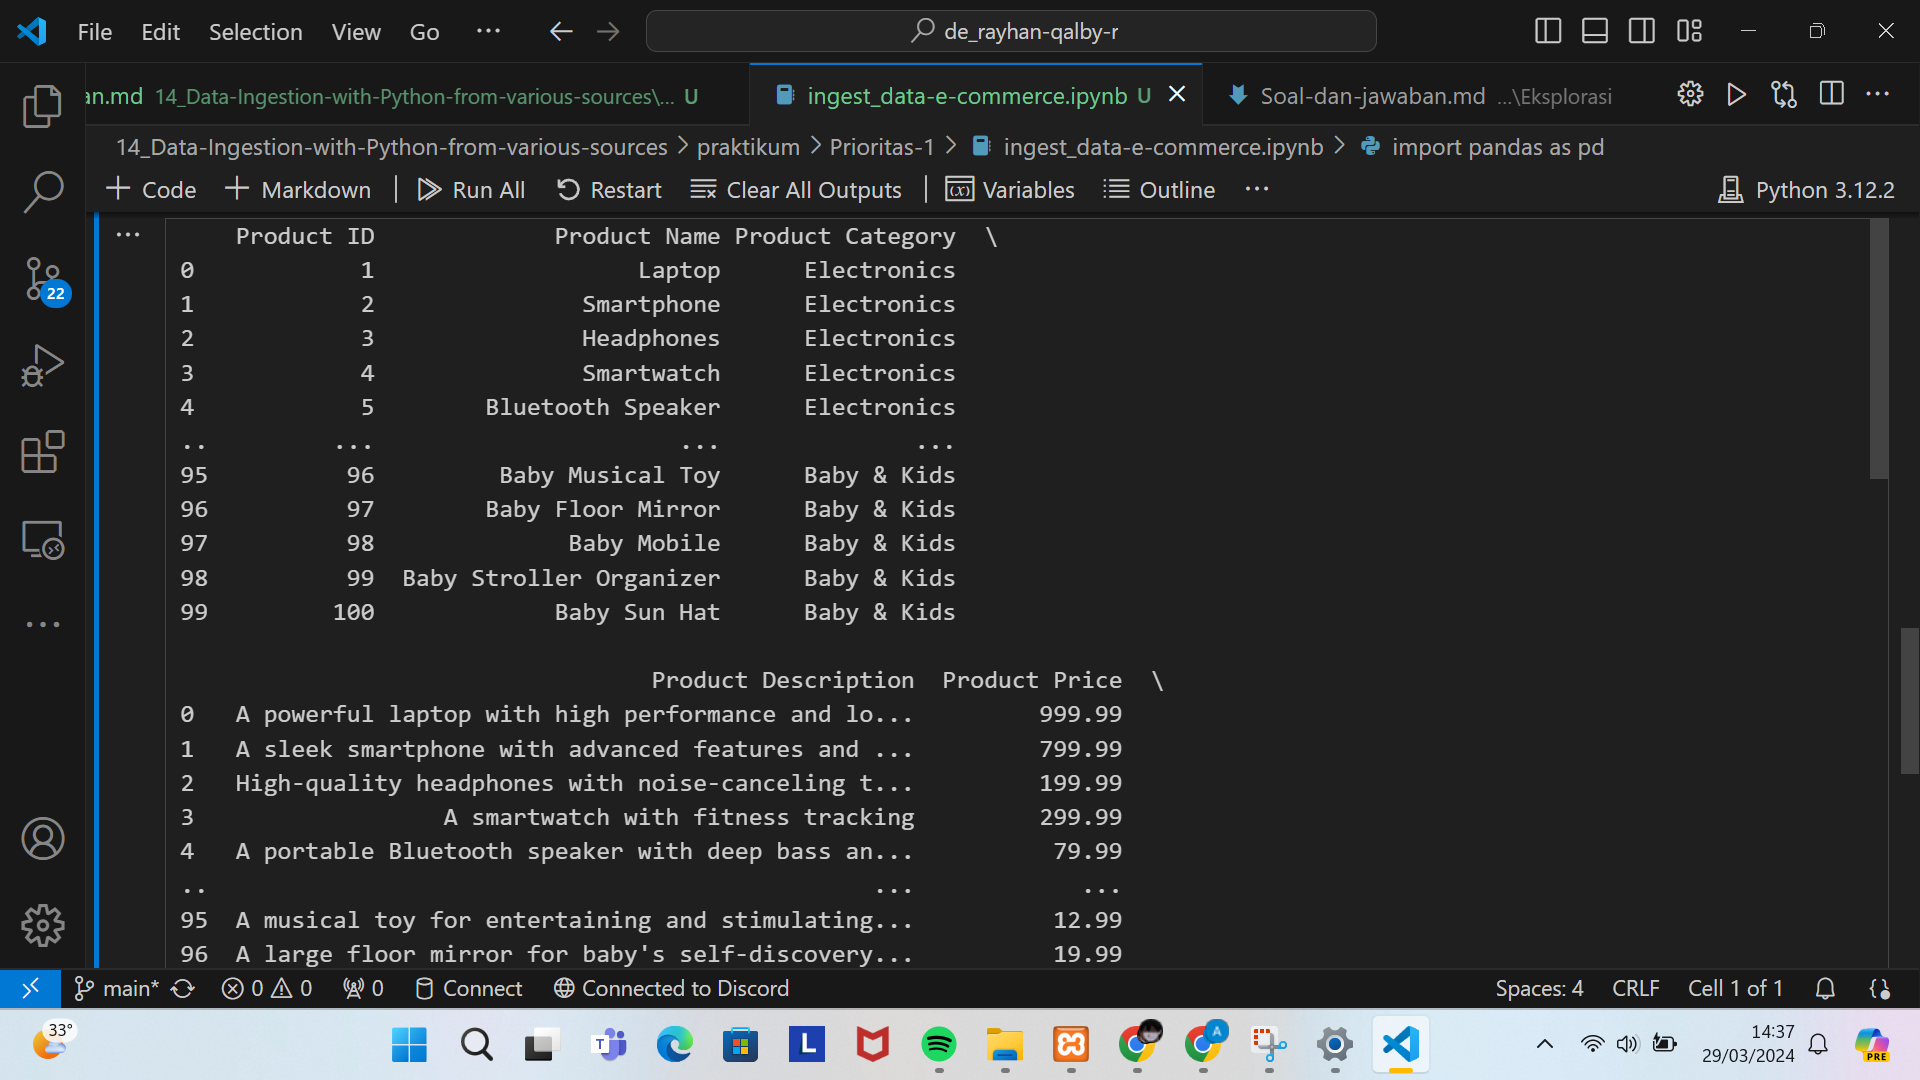 File Edit Selection View Go ... de_rayhan-qalby-r
an.md 14_Data-Ingestion-with-Python-from-various-sources\... U ingest_data-e-commerce.ipynb U Soal-dan-jawaban.md ...\Eksplorasi
14_Data-Ingestion-with-Python-from-various-sources > praktikum > Prioritas-1 > ingest_data-e-commerce.ipynb > import pandas as pd
+ Code + Markdown | Run All Restart Clear All Outputs | (x) Variables Outline ... Python 3.12.2
... Product ID Product Name Product Category \
0 1 Laptop Electronics
1 2 Smartphone Electronics
2 3 Headphones Electronics
3 4 Smartwatch Electronics
4 5 Bluetooth Speaker Electronics
.. ... ... ...
95 96 Baby Musical Toy Baby & Kids
96 97 Baby Floor Mirror Baby & Kids
97 98 Baby Mobile Baby & Kids
98 99 Baby Stroller Organizer Baby & Kids
99 100 Baby Sun Hat Baby & Kids
Product Description Product Price \
0 A powerful laptop with high performance and lo... 999.99
1 A sleek smartphone with advanced features and ... 799.99
2 High-quality headphones with noise-canceling t... 199.99
3 A smartwatch with fitness tracking 299.99
4 A portable Bluetooth speaker with deep bass an... 79.99
.. ... ...
95 A musical toy for entertaining and stimulating... 12.99
96 A large floor mirror for baby's self-discovery... 19.99
22
main* 0 0 0 Connect Connected to Discord Spaces: 4 CRLF Cell 1 of 1
33° T L A 14:37
29/03/2024 PRE